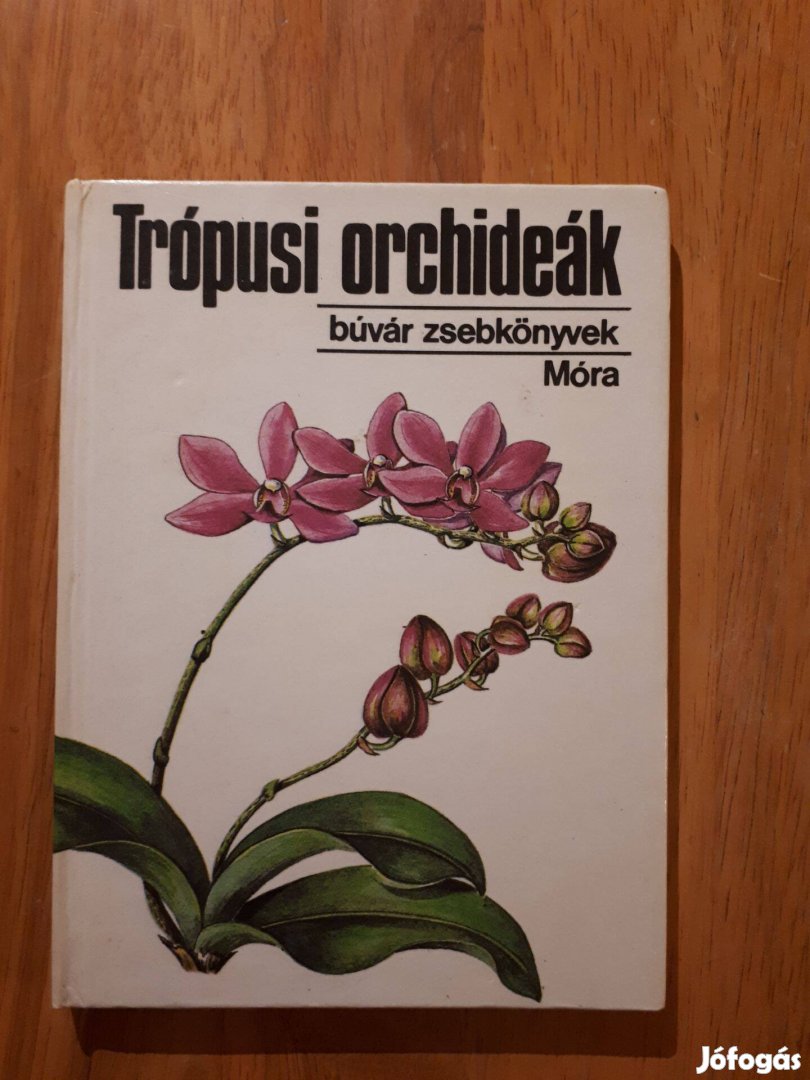 Trópusi orchideák
búvár zsebkönyvek
Móra
Jófogás